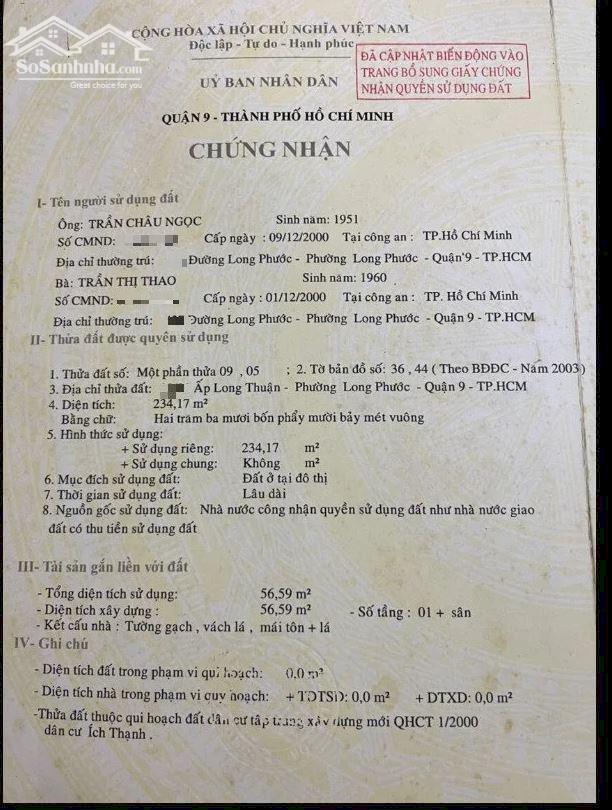 SoSanhnha.com
Great choice for you
CỘNG HÒA XÃ HỘI CHỦ NGHĨA VIỆT NAM
Độc lập - Tự do - Hạnh phúc
ĐÃ CẬP NHẬT BIẾN ĐỘNG VÀO
TRANG BỔ SUNG GIẤY CHỨNG
NHẬN QUYỀN SỬ DỤNG ĐẤT
UỶ BAN NHÂN DÂN
QUẬN 9 - THÀNH PHỐ HỒ CHÍ MINH
CHỨNG NHẬN
I- Tên người sử dụng đất
Ông: TRẦN CHÂU NGỌC Sinh năm: 1951
Số CMND: Cấp ngày : 09/12/2000 Tại công an : TP.Hồ Chí Minh
Địa chỉ thường trú: Đường Long Phước - Phường Long Phước - Quận 9 - TP.HCM
Bà: TRẦN THỊ THAO Sinh năm: 1960
Số CMND: Cấp ngày : 01/12/2000 Tại công an : TP. Hồ Chí Minh
Địa chỉ thường trú: Đường Long Phước - Phường Long Phước - Quận 9 - TP.HCM
II- Thửa đất được quyền sử dụng
1. Thửa đất số: Một phần thửa 09 , 05 ; 2. Tờ bản đồ số: 36 , 44 ( Theo BĐĐC - Năm 2003 )
3. Địa chỉ thửa đất: Ấp Long Thuận - Phường Long Phước - Quận 9 - TP.HCM
4. Diện tích: 234,17 m²
Bằng chữ: Hai trăm ba mươi bốn phẩy mười bảy mét vuông
5. Hình thức sử dụng:
+ Sử dụng riêng: 234,17 m²
+ Sử dụng chung: Không m²
6. Mục đích sử dụng đất: Đất ở tại đô thị
7. Thời gian sử dụng đất: Lâu dài
8. Nguồn gốc sử dụng đất: Nhà nước công nhận quyền sử dụng đất như nhà nước giao
đất có thu tiền sử dụng đất
III- Tài sản gắn liền với đất
- Tổng diện tích sử dụng: 56,59 m²
- Diện tích xây dựng : 56,59 m² - Số tầng : 01 + sân
- Kết cấu nhà : Tường gạch , vách lá , mái tôn + lá
IV- Ghi chú
- Diện tích đất trong phạm vi qui hoạch: 0,0 m²
- Diện tích nhà trong phạm vi quy hoạch: + TDTSD: 0,0 m² + DTXD: 0,0 m²
-Thửa đất thuộc qui hoạch đất dân cư tập trung xây dựng mới QHCT 1/2000
dân cư Ích Thạnh .